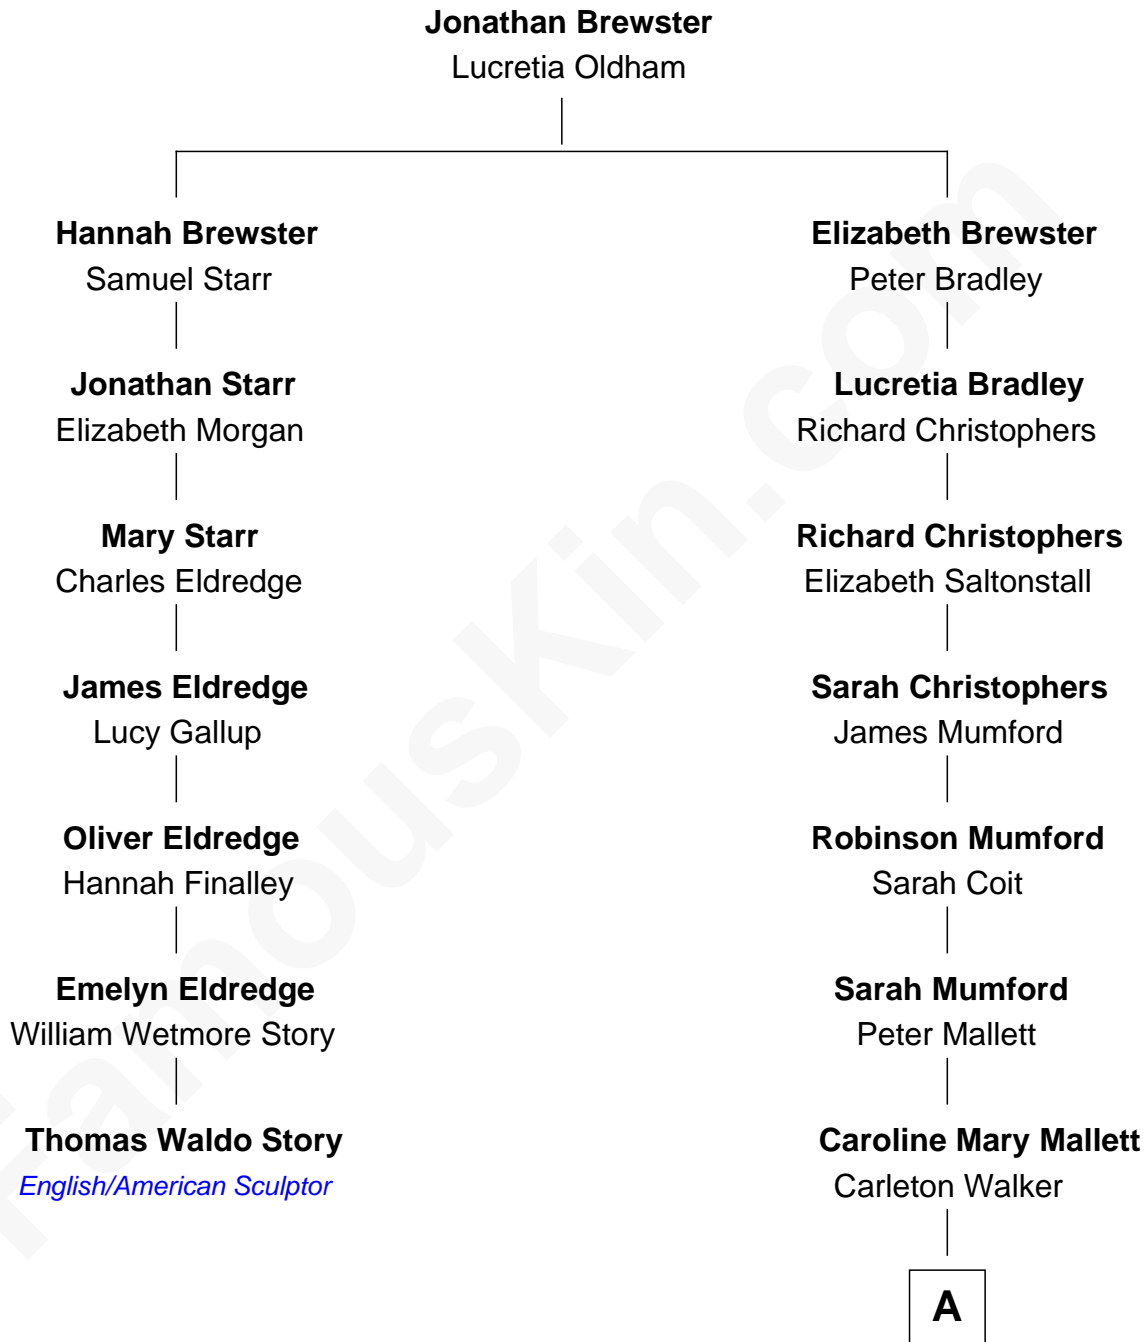 Jonathan Brewster
Lucretia Oldham
Hannah Brewster
Samuel Starr
Jonathan Starr
Elizabeth Morgan
Mary Starr
Charles Eldredge
James Eldredge
Lucy Gallup
Oliver Eldredge
Hannah Finalley
Emelyn Eldredge
William Wetmore Story
Thomas Waldo Story
English/American Sculptor
Elizabeth Brewster
Peter Bradley
Lucretia Bradley
Richard Christophers
Richard Christophers
Elizabeth Saltonstall
Sarah Christophers
James Mumford
Robinson Mumford
Sarah Coit
Sarah Mumford
Peter Mallett
Caroline Mary Mallett
Carleton Walker
A
FamousKin.com